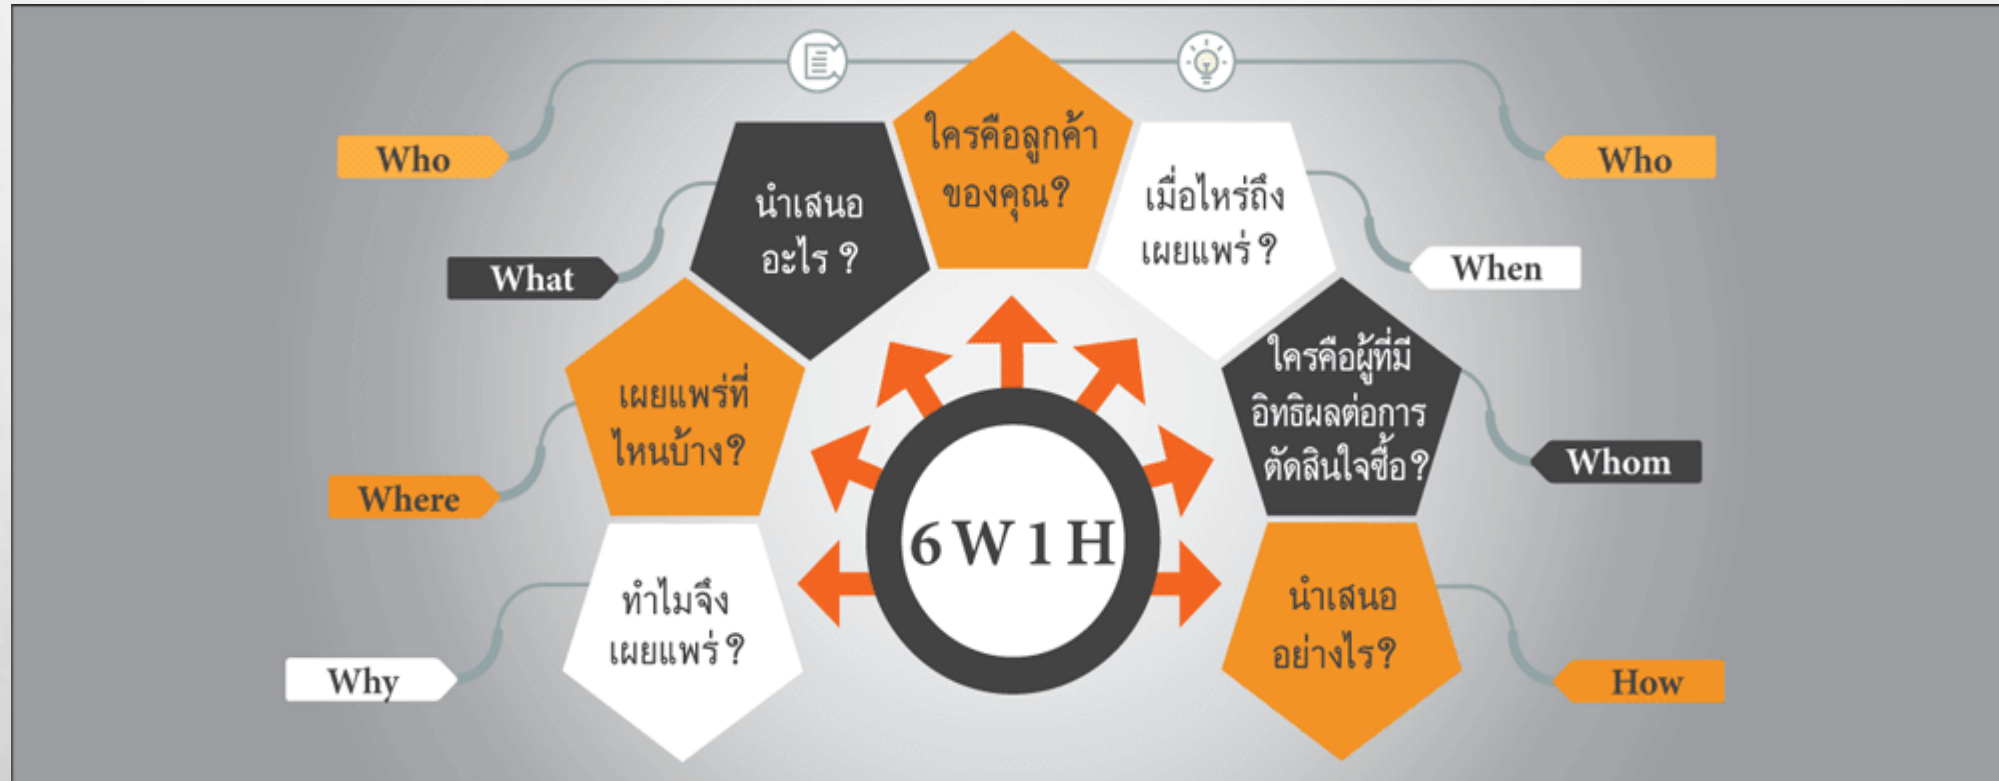 Who
ใครคือลูกค้า
ของคุณ?
Who
What
นำเสนอ
อะไร ?
เมื่อไหร่ถึง
เผยแพร่ ?
When
Where
เผยแพร่ที่
ไหนบ้าง?
ใครคือผู้ที่มี
อิทธิผลต่อการ
ตัดสินใจซื้อ?
Whom
6W1H
Why
ทำไมจึง
เผยแพร่ ?
นำเสนอ
อย่างไร?
How